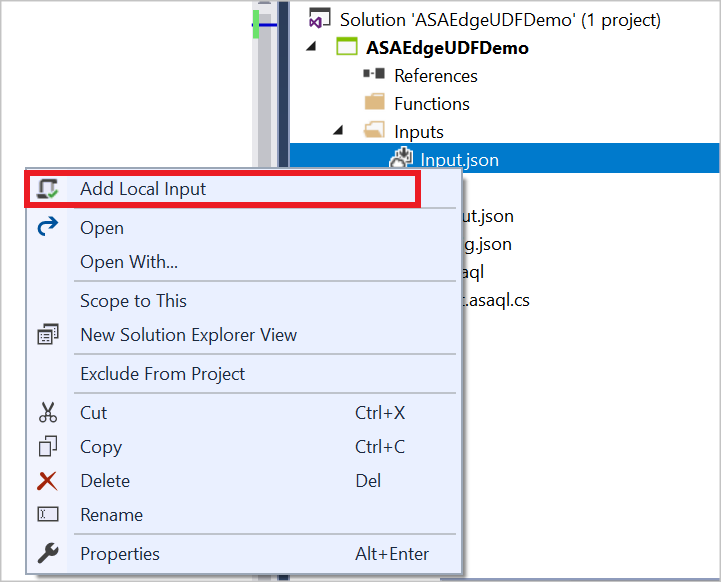 Solution 'ASAEdgeUDFDemo' (1 project)
ASAEdgeUDFDemo
References
Functions
Inputs
Input.json
Add Local Input
Open
Open With...
Scope to This
New Solution Explorer View
Exclude From Project
Cut Ctrl+X
Copy Ctrl+C
Delete Del
Rename
Properties Alt+Enter
ut.json
g.json
aql
.asaql.cs